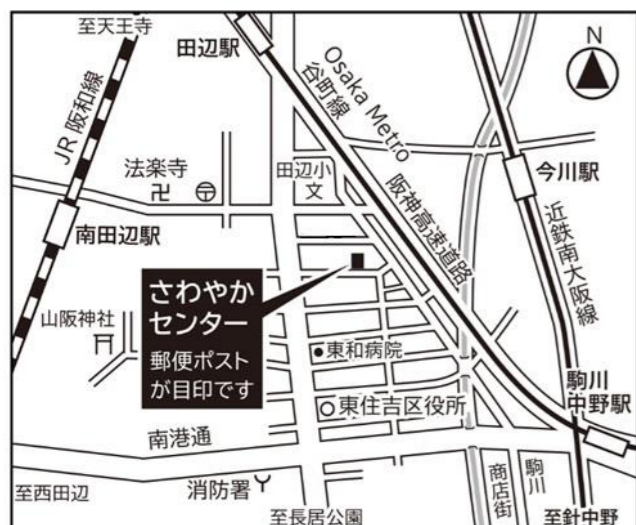 至天王寺
田辺駅
N
JR阪和線
Osaka Metro
谷町線
法楽寺
田辺小
文
今川駅
阪神高速道路
近鉄南大阪線
南田辺駅
さわやか
センター
郵便ポスト
が目印です
山阪神社
東和病院
駒川
中野駅
東住吉区役所
南港通
至西田辺
消防署
至長居公園
商店街
駒川
至針中野